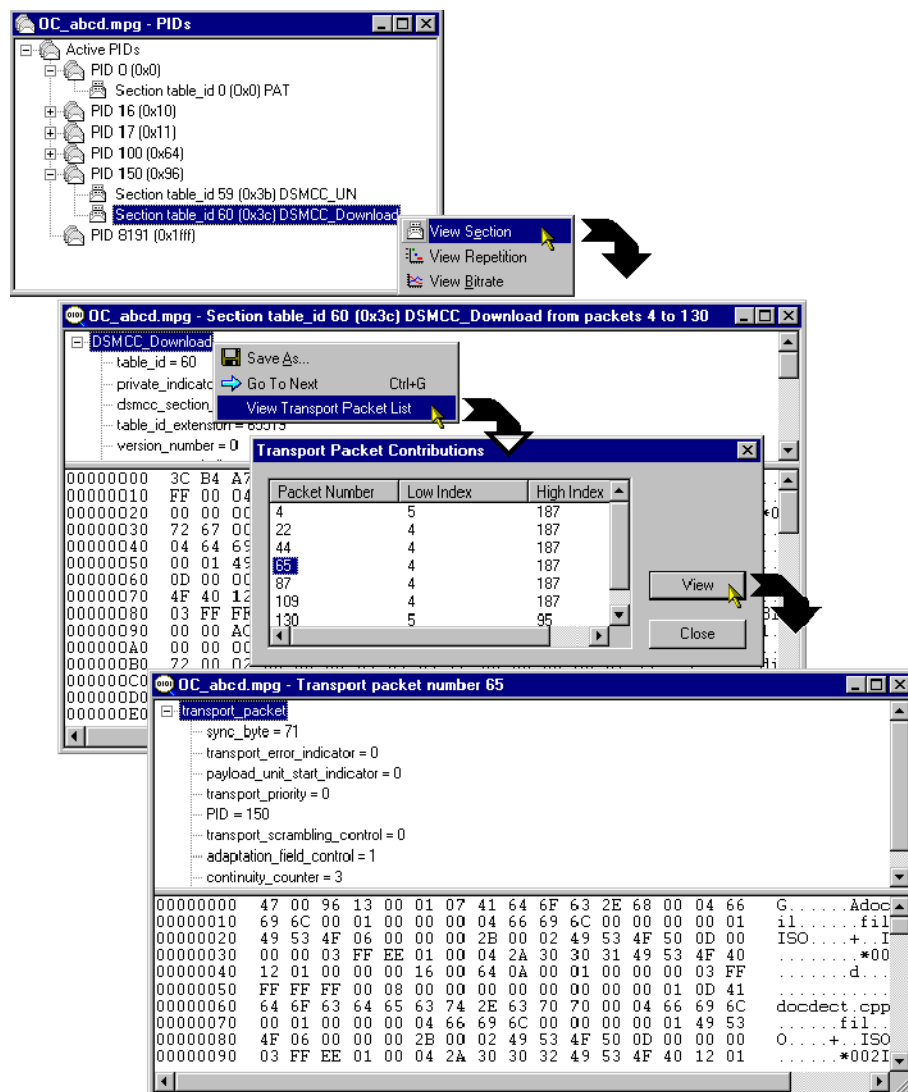 OC_abcd.mpg - PIDs
Active PIDs
PID 0 (0x0)
Section table_id 0 (0x0) PAT
PID 16 (0x10)
PID 17 (0x11)
PID 100 (0x64)
PID 150 (0x96)
Section table_id 59 (0x3b) DSMCC_UN
Section table_id 60 (0x3c) DSMCC_Download
PID 8191 (0x1fff)
View Section
View Repetition
View Bitrate
OC_abcd.mpg - Section table_id 60 (0x3c) DSMCC_Download from packets 4 to 130
DSMCC_Download
table_id = 60
private_indicato
dsmcc_section_
table_id_extension =
version_number = 0
Save As...
Go To Next Ctrl+G
View Transport Packet List
00000000 3C B4 A7
00000010 FF 00 04
00000020 00 00 00
00000030 72 67 00
00000040 04 64 69
00000050 00 01 49
00000060 0D 00 00
00000070 4F 40 12
00000080 03 FF FF
00000090 00 00 AC
000000A0 00 00 00
000000B0 72 00 02
000000C0
000000D0
000000E0
Transport Packet Contributions
Packet Number Low Index High Index
4 5 187
22 4 187
44 4 187
65 4 187
87 4 187
109 4 187
130 5 95
View
Close
OC_abcd.mpg - Transport packet number 65
transport_packet
sync_byte = 71
transport_error_indicator = 0
payload_unit_start_indicator = 0
transport_priority = 0
PID = 150
transport_scrambling_control = 0
adaptation_field_control = 1
continuity_counter = 3
00000000 47 00 96 13 00 01 07 41 64 6F 63 2E 68 00 04 66 G......Adoc
00000010 69 6C 00 01 00 00 00 04 66 69 6C 00 00 00 00 01 il......fil
00000020 49 53 4F 06 00 00 00 2B 00 02 49 53 4F 50 0D 00 ISO....+..I
00000030 00 00 03 FF EE 01 00 04 2A 30 30 31 49 53 4F 40 ........*00
00000040 12 01 00 00 00 16 00 64 0A 00 01 00 00 00 03 FF .......d...
00000050 FF FF FF 00 08 00 00 00 00 00 00 00 00 01 0D 41 ...........
00000060 64 6F 63 64 65 63 74 2E 63 70 70 00 04 66 69 6C docdect.cpp
00000070 00 01 00 00 00 04 66 69 6C 00 00 00 00 01 49 53 ......fil..
00000080 4F 06 00 00 00 2B 00 02 49 53 4F 50 0D 00 00 00 O....+..ISO
00000090 03 FF EE 01 00 04 2A 30 30 32 49 53 4F 40 12 01 ......*002I